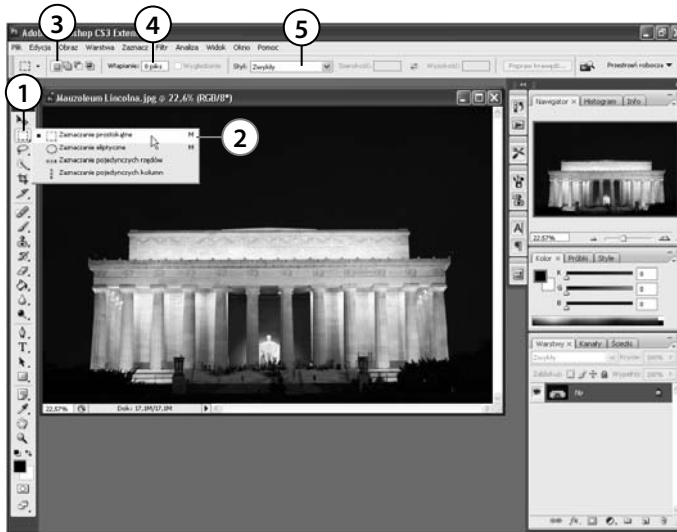 3
4
5
Adobe Photoshop CS3 Extended
Plik Edycja Obraz Warstwa Zaznacz Filtr Analiza Widok Okno Pomoc
Wtapianie: 0 piks. Wygładzanie Styl: Zwykły Szerokość: Wysokość: Popraw krawędź... Przestrzeń robocza
1
Mauzoleum Lincolna.jpg @ 22,6% (RGB/8*)
Zaznaczanie prostokątne M
2
Zaznaczanie eliptyczne M
Zaznaczanie pojedynczych rzędów
Zaznaczanie pojedynczych kolumn
Nawigator Histogram Info
22,57%
Kolor Próbki Style
0
G 0
B 0
Warstwy Kanały Ścieżki
Zwykły Krycie: 100%
Zablokuj: Wypełn.: 100%
A
T
22,57% Dok: 17,1M/17,1M